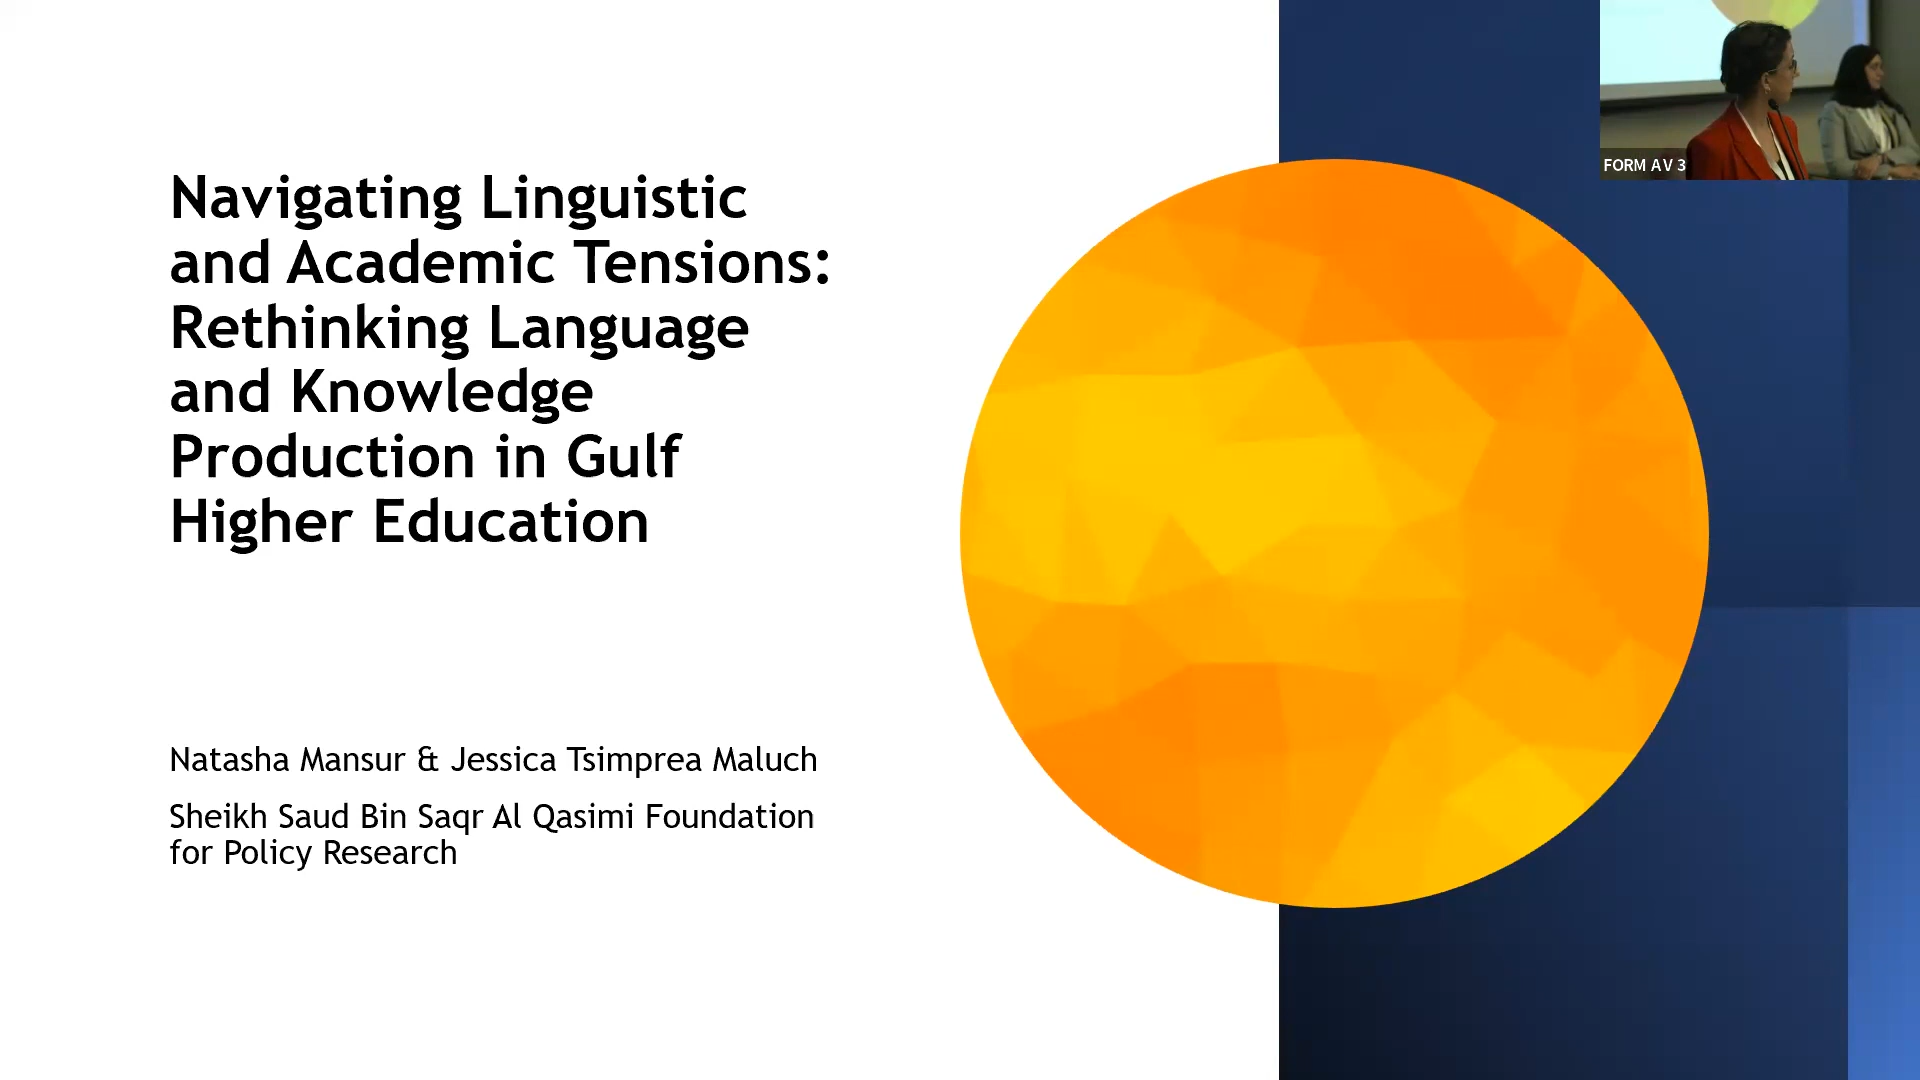 Navigating Linguistic
and Academic Tensions:
Rethinking Language
and Knowledge
Production in Gulf
Higher Education
Natasha Mansur & Jessica Tsimprea Maluch
Sheikh Saud Bin Saqr Al Qasimi Foundation
for Policy Research
FORM AV 3